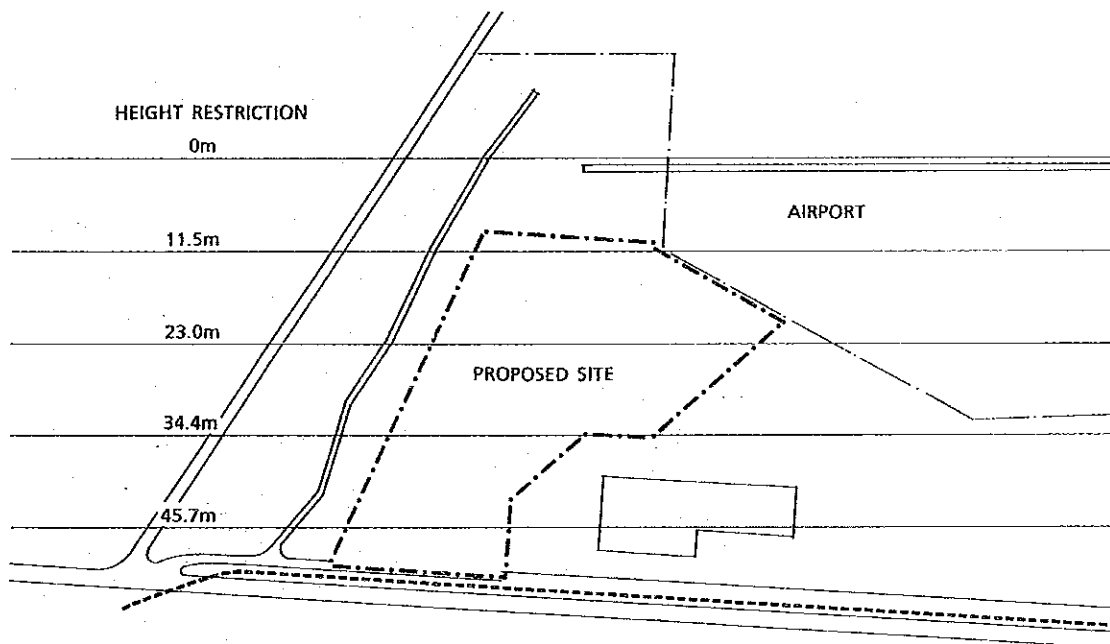 HEIGHT RESTRICTION
0m
AIRPORT
11.5m
23.0m
PROPOSED SITE
34.4m
45.7m